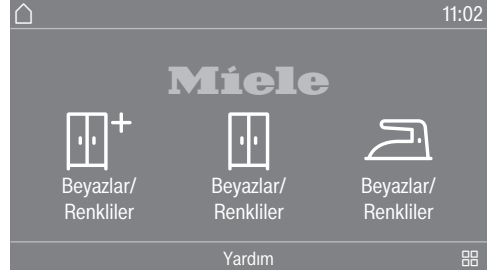 11:02
Miele
Beyazlar/ Beyazlar/ Beyazlar/
Renkliler Renkliler Renkliler
Yardım